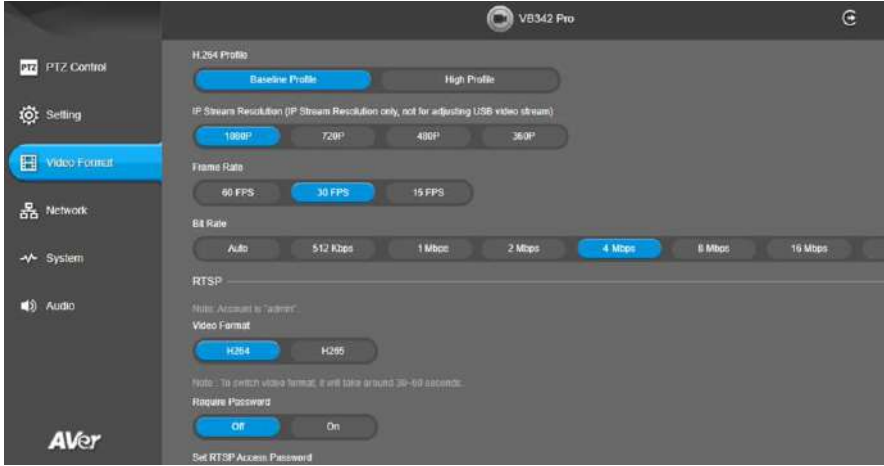 VB342 Pro
PTZ PTZ Control
Setting
Video Format
Network
System
Audio
AVer
H.264 Profile
Baseline Profile High Profile
IP Stream Resolution (IP Stream Resolution only, not for adjusting USB video stream)
1080P 720P 480P 360P
Frame Rate
60 FPS 30 FPS 15 FPS
Bit Rate
Auto 512 Kbps 1 Mbps 2 Mbps 4 Mbps 8 Mbps 16 Mbps
RTSP
Note: Account is "admin".
Video Format
H264 H265
Note : To switch video format, it will take around 30~60 seconds.
Require Password
Off On
Set RTSP Access Password